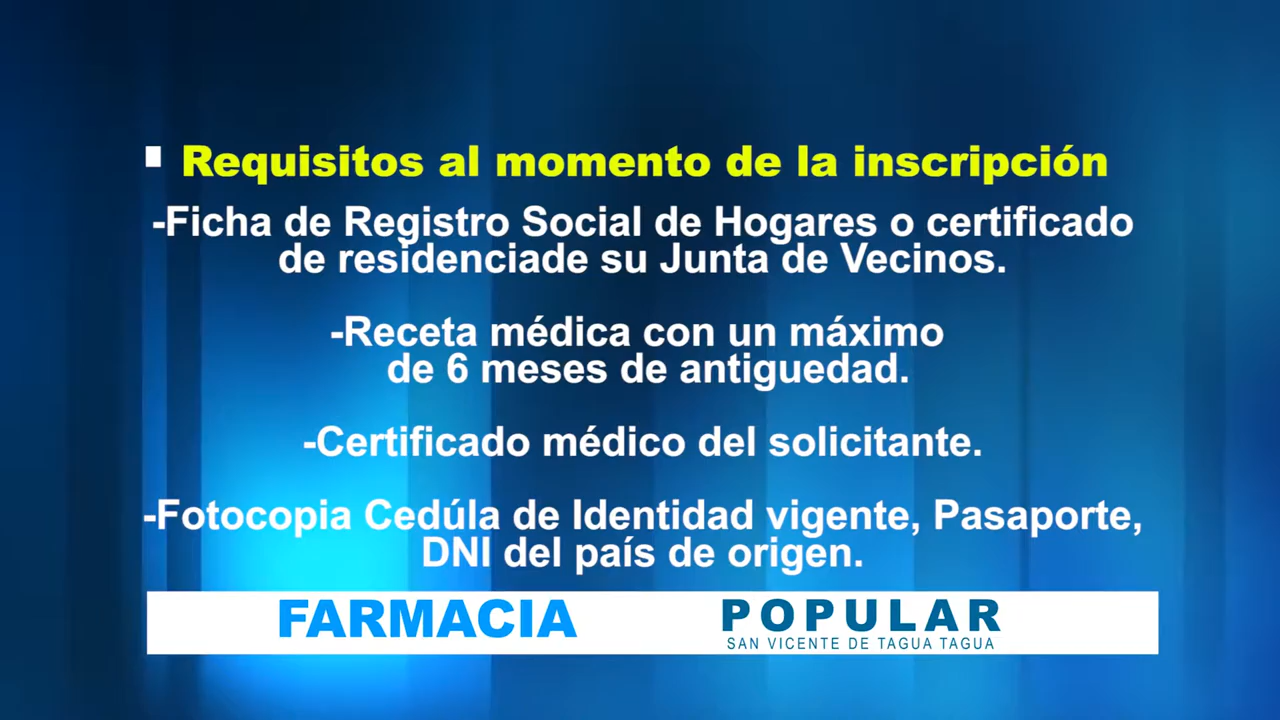 Requisitos al momento de la inscripción
-Ficha de Registro Social de Hogares o certificado
de residenciade su Junta de Vecinos.
-Receta médica con un máximo
de 6 meses de antiguedad.
-Certificado médico del solicitante.
-Fotocopia Cedúla de Identidad vigente, Pasaporte,
DNI del país de origen.
FARMACIA POPULAR
SAN VICENTE DE TAGUA TAGUA